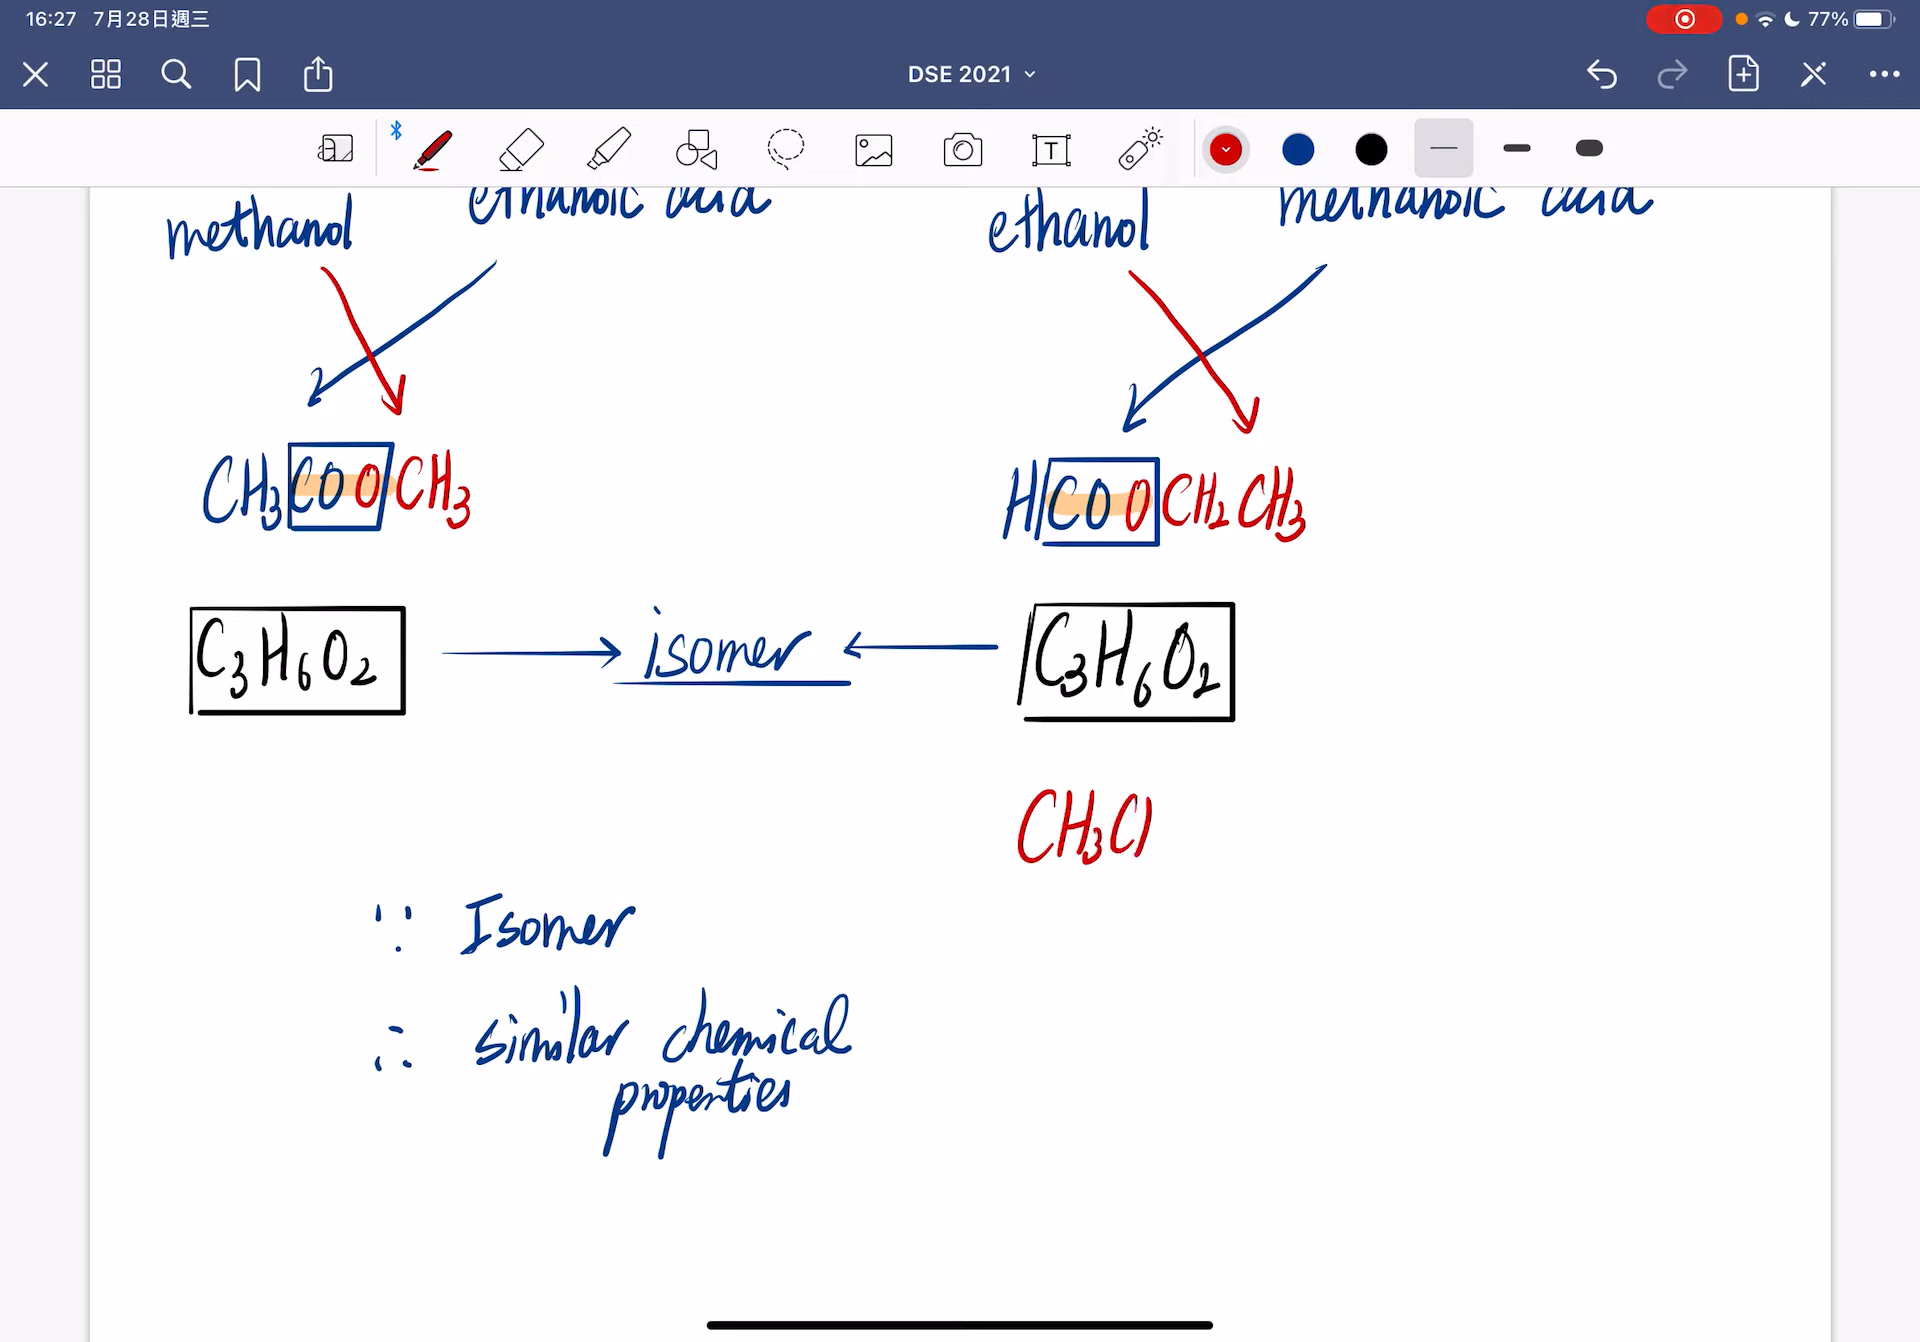 16:27 7月28日週三
77%
DSE 2021
T
methanol ethanoic acid ethanol methanoic acid
CH₃COOCH₃ HCOOCH₂CH₃
C₃H₆O₂ → isomer ← C₃H₆O₂
CH₃Cl
∵ Isomer
∴ similar chemical
properties